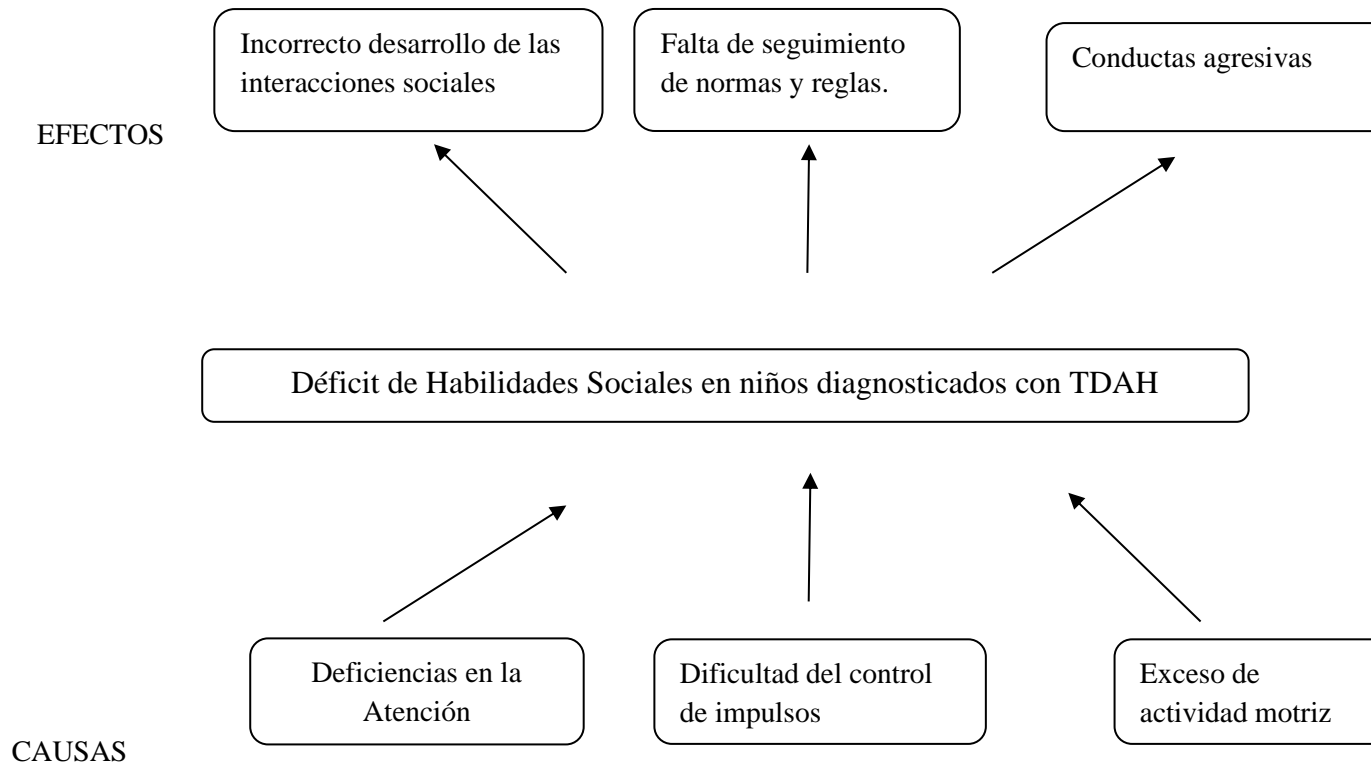 Incorrecto desarrollo de las
interacciones sociales
Falta de seguimiento
de normas y reglas.
Conductas agresivas
EFECTOS
Déficit de Habilidades Sociales en niños diagnosticados con TDAH
Deficiencias en la
Atención
Dificultad del control
de impulsos
Exceso de
actividad motriz
CAUSAS